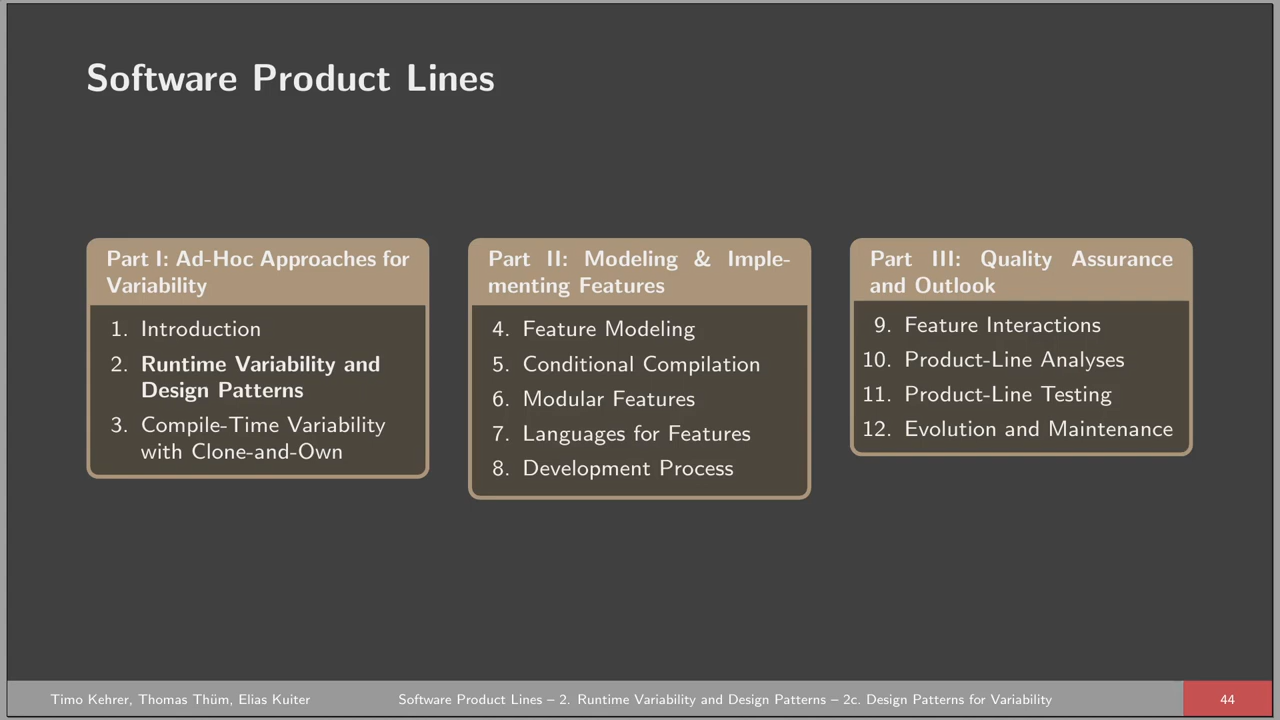 Software Product Lines
Part I: Ad-Hoc Approaches for
Variability
1. Introduction
2. Runtime Variability and
Design Patterns
3. Compile-Time Variability
with Clone-and-Own
Part II: Modeling & Imple-
menting Features
4. Feature Modeling
5. Conditional Compilation
6. Modular Features
7. Languages for Features
8. Development Process
Part III: Quality Assurance
and Outlook
9. Feature Interactions
10. Product-Line Analyses
11. Product-Line Testing
12. Evolution and Maintenance
Timo Kehrer, Thomas Thüm, Elias Kuiter
Software Product Lines – 2. Runtime Variability and Design Patterns – 2c. Design Patterns for Variability
44